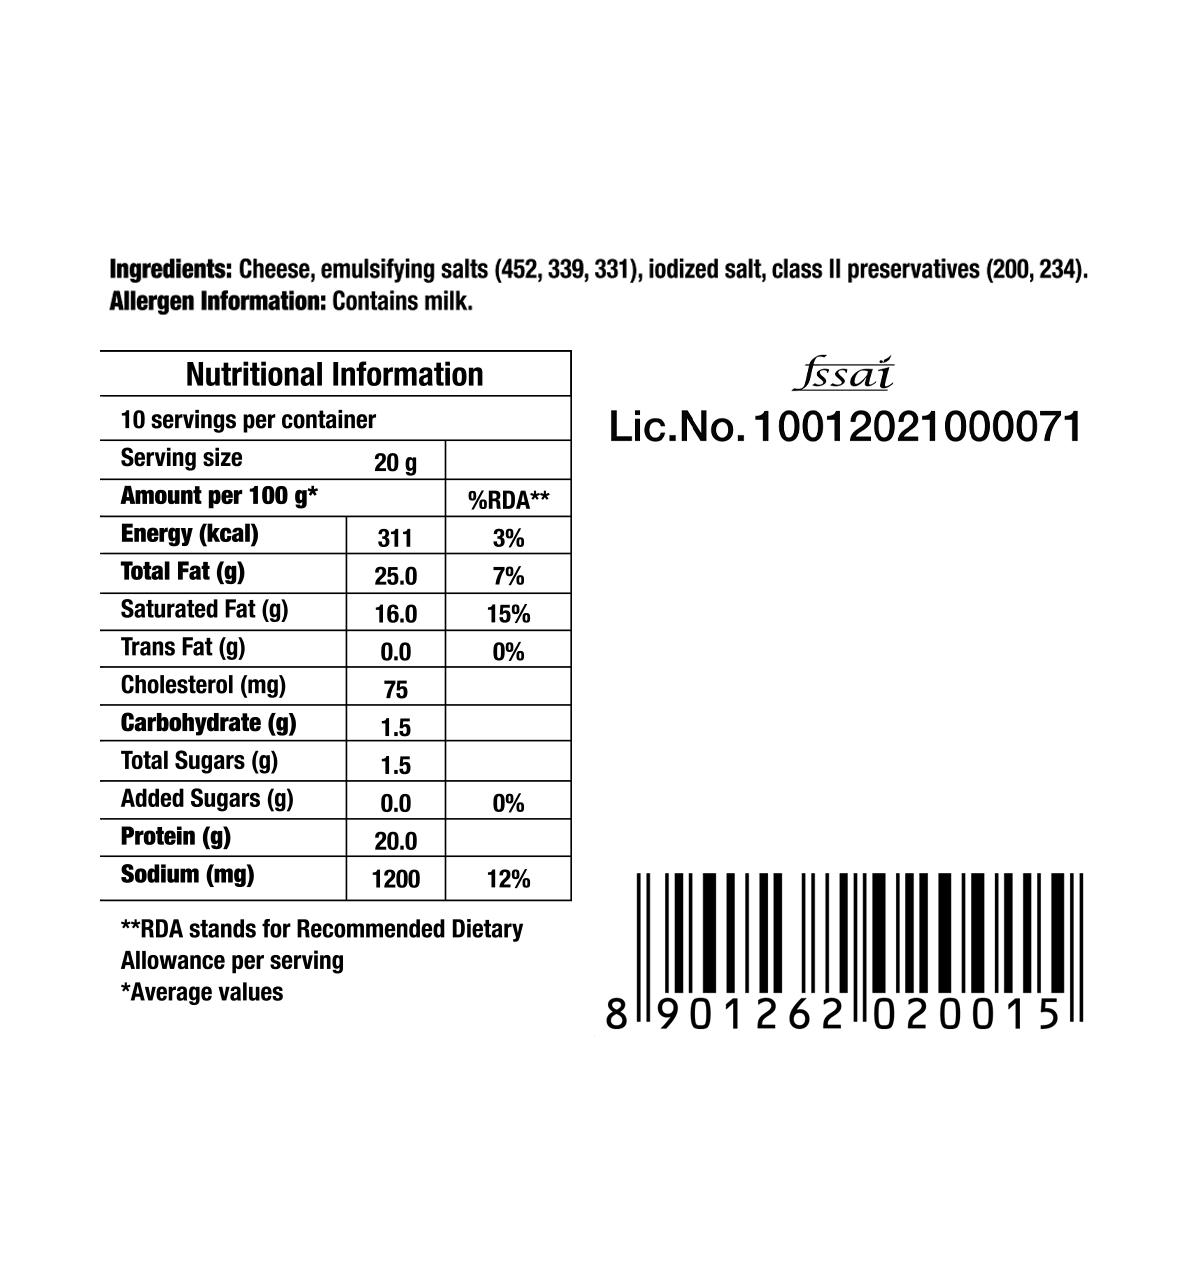 Ingredients: Cheese, emulsifying salts (452, 339, 331), iodized salt, class II preservatives (200, 234).
Allergen Information: Contains milk.
Nutritional Information
10 servings per container
Serving size 20 g
Amount per 100 g* %RDA**
Energy (kcal) 311 3%
Total Fat (g) 25.0 7%
Saturated Fat (g) 16.0 15%
Trans Fat (g) 0.0 0%
Cholesterol (mg) 75
Carbohydrate (g) 1.5
Total Sugars (g) 1.5
Added Sugars (g) 0.0 0%
Protein (g) 20.0
Sodium (mg) 1200 12%
**RDA stands for Recommended Dietary
Allowance per serving
*Average values
fssai
Lic.No. 10012021000071
8 901262 020015